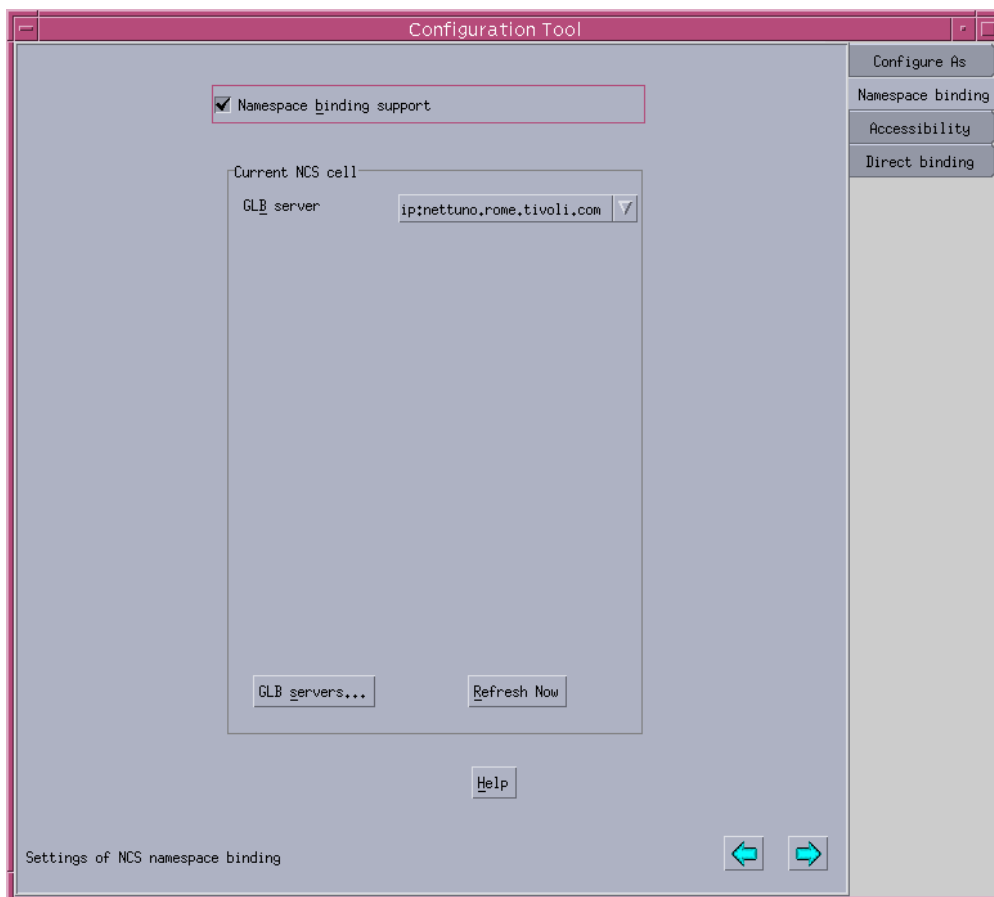 Configuration Tool
Configure As
Namespace binding
Accessibility
Direct binding
Namespace binding support
Current NCS cell
GLB server
ip:nettuno.rome.tivoli.com
GLB servers...
Refresh Now
Help
Settings of NCS namespace binding